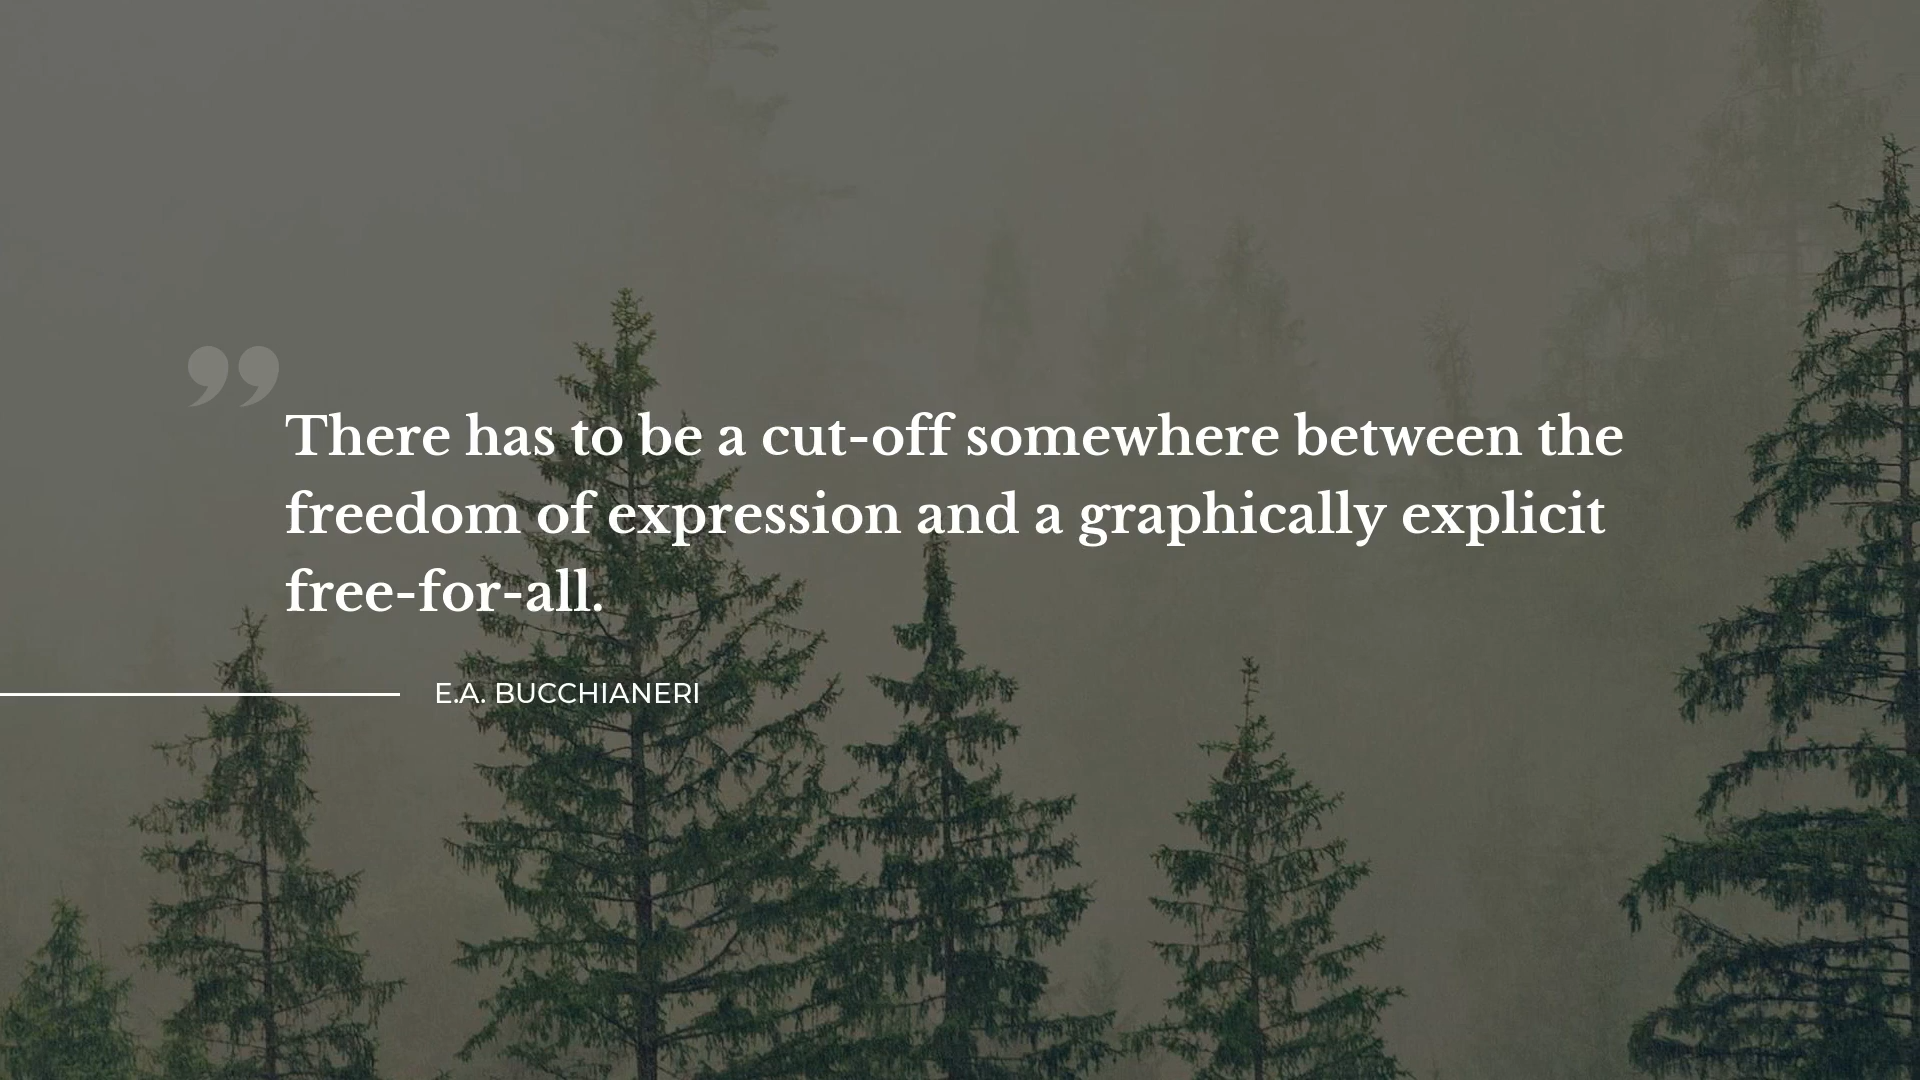 ”
There has to be a cut-off somewhere between the
freedom of expression and a graphically explicit
free-for-all.
E.A. BUCCHIANERI